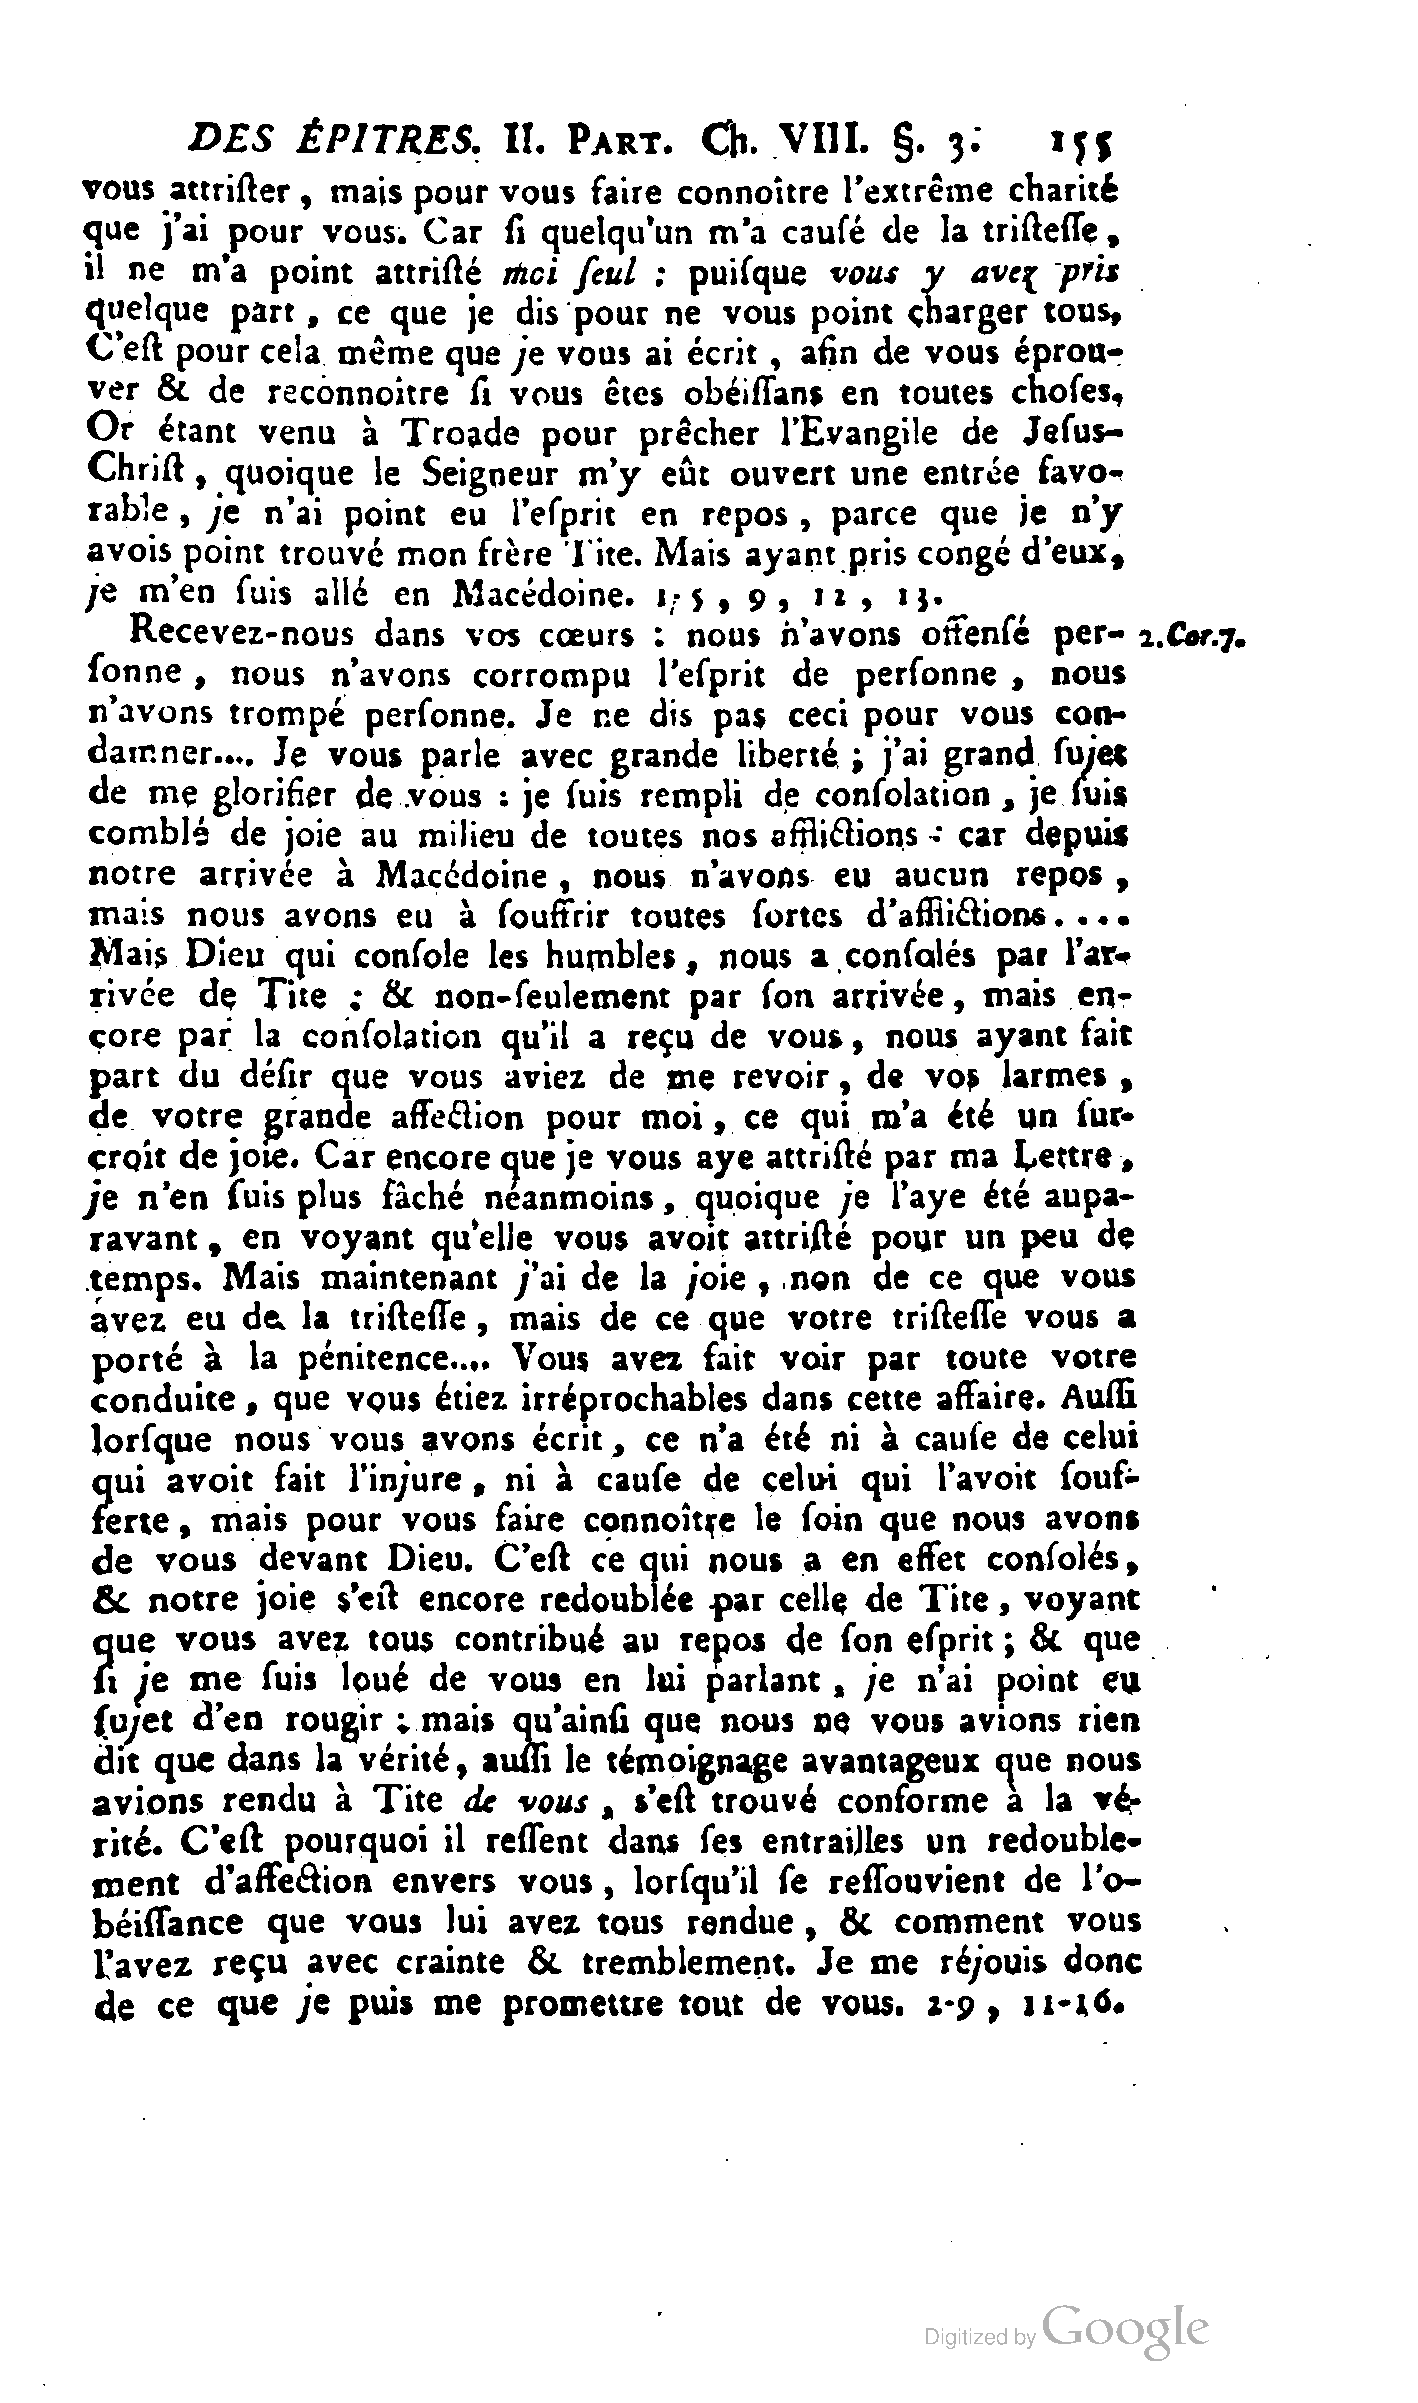 DES ÉPITRES. II. PART. Ch. VIII. §. 3. 155
vous attriſter, mais pour vous faire connoître l'extrême charité
que j'ai pour vous. Car ſi quelqu'un m'a cauſé de la triſteſſe,
il ne m'a point attriſté moi ſeul : puiſque vous y avez pris
quelque part, ce que je dis pour ne vous point charger tous,
C'eſt pour cela même que je vous ai écrit, afin de vous éprou-
ver & de reconnoitre ſi vous êtes obéiſſans en toutes choſes,
Or étant venu à Troade pour prêcher l'Evangile de Jeſus-
Chriſt, quoique le Seigneur m'y eût ouvert une entrée favo-
rable, je n'ai point eu l'eſprit en repos, parce que je n'y
avois point trouvé mon frère Tite. Mais ayant pris congé d'eux,
je m'en ſuis allé en Macédoine. 1, 5, 9, 12, 13.
Recevez-nous dans vos cœurs : nous n'avons offenſé per- 2.Cor.7.
ſonne, nous n'avons corrompu l'eſprit de perſonne, nous
n'avons trompé perſonne. Je ne dis pas ceci pour vous con-
damner.... Je vous parle avec grande liberté ; j'ai grand ſujet
de me glorifier de vous : je ſuis rempli de conſolation, je ſuis
comblé de joie au milieu de toutes nos afflictions : car depuis
notre arrivée à Macédoine, nous n'avons eu aucun repos,
mais nous avons eu à ſouffrir toutes ſortes d'afflictions....
Mais Dieu qui conſole les humbles, nous a conſolés par l'ar-
rivée de Tite ; & non-ſeulement par ſon arrivée, mais en-
core par la conſolation qu'il a reçu de vous, nous ayant fait
part du déſir que vous aviez de me revoir, de vos larmes,
de votre grande affection pour moi, ce qui m'a été un ſur-
croit de joie. Car encore que je vous aye attriſté par ma Lettre,
je n'en ſuis plus fâché néanmoins, quoique je l'aye été aupa-
ravant, en voyant qu'elle vous avoit attriſté pour un peu de
temps. Mais maintenant j'ai de la joie, non de ce que vous
avez eu de la triſteſſe, mais de ce que votre triſteſſe vous a
porté à la pénitence.... Vous avez fait voir par toute votre
conduite, que vous étiez irréprochables dans cette affaire. Auſſi
lorſque nous vous avons écrit, ce n'a été ni à cauſe de celui
qui avoit fait l'injure, ni à cauſe de celui qui l'avoit ſouf-
ferte, mais pour vous faire connoître le ſoin que nous avons
de vous devant Dieu. C'eſt ce qui nous a en effet conſolés,
& notre joie s'eſt encore redoublée par celle de Tite, voyant
que vous avez tous contribué au repos de ſon eſprit ; & que
ſi je me ſuis loué de vous en lui parlant, je n'ai point eu
ſujet d'en rougir ; mais qu'ainſi que nous ne vous avions rien
dit que dans la vérité, auſſi le témoignage avantageux que nous
avions rendu à Tite de vous, s'eſt trouvé conforme à la vé-
rité. C'eſt pourquoi il reſſent dans ſes entrailles un redouble-
ment d'affection envers vous, lorſqu'il ſe reſſouvient de l'o-
béiſſance que vous lui avez tous rendue, & comment vous
l'avez reçu avec crainte & tremblement. Je me réjouis donc
de ce que je puis me promettre tout de vous. 2-9, 11-16.
Digitized by Google